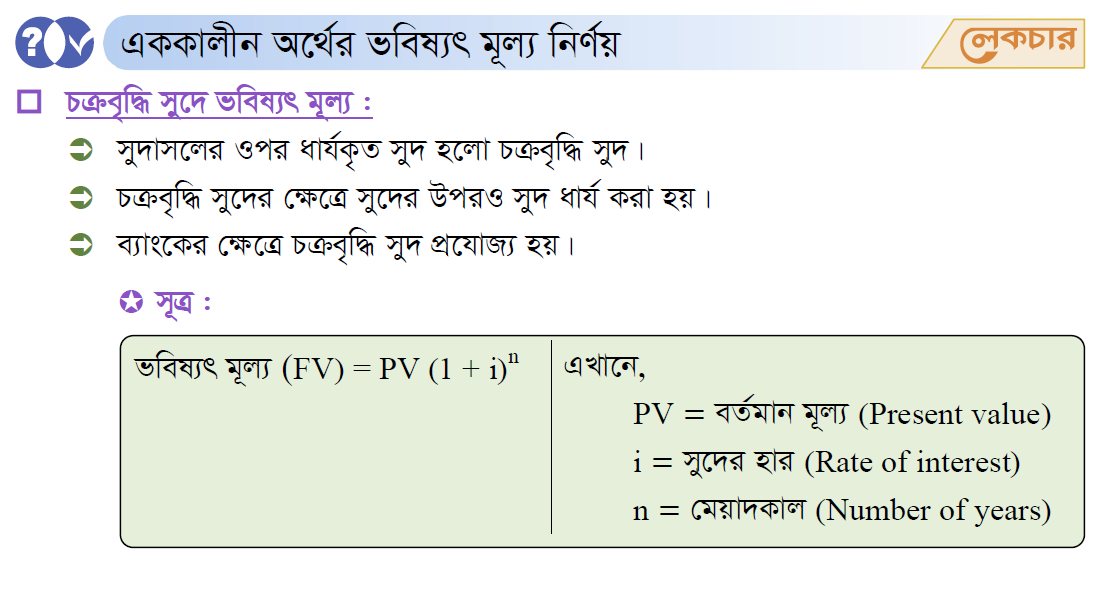 এককালীন অর্থের ভবিষ্যৎ মূল্য নির্ণয়
লেকচার
চক্রবৃদ্ধি সুদে ভবিষ্যৎ মূল্য :
সুদাসলের ওপর ধার্যকৃত সুদ হলো চক্রবৃদ্ধি সুদ।
চক্রবৃদ্ধি সুদের ক্ষেত্রে সুদের উপরও সুদ ধার্য করা হয়।
ব্যাংকের ক্ষেত্রে চক্রবৃদ্ধি সুদ প্রযোজ্য হয়।
সূত্র :
ভবিষ্যৎ মূল্য (FV) = PV (1 + i)ⁿ
এখানে,
PV = বর্তমান মূল্য (Present value)
i = সুদের হার (Rate of interest)
n = মেয়াদকাল (Number of years)